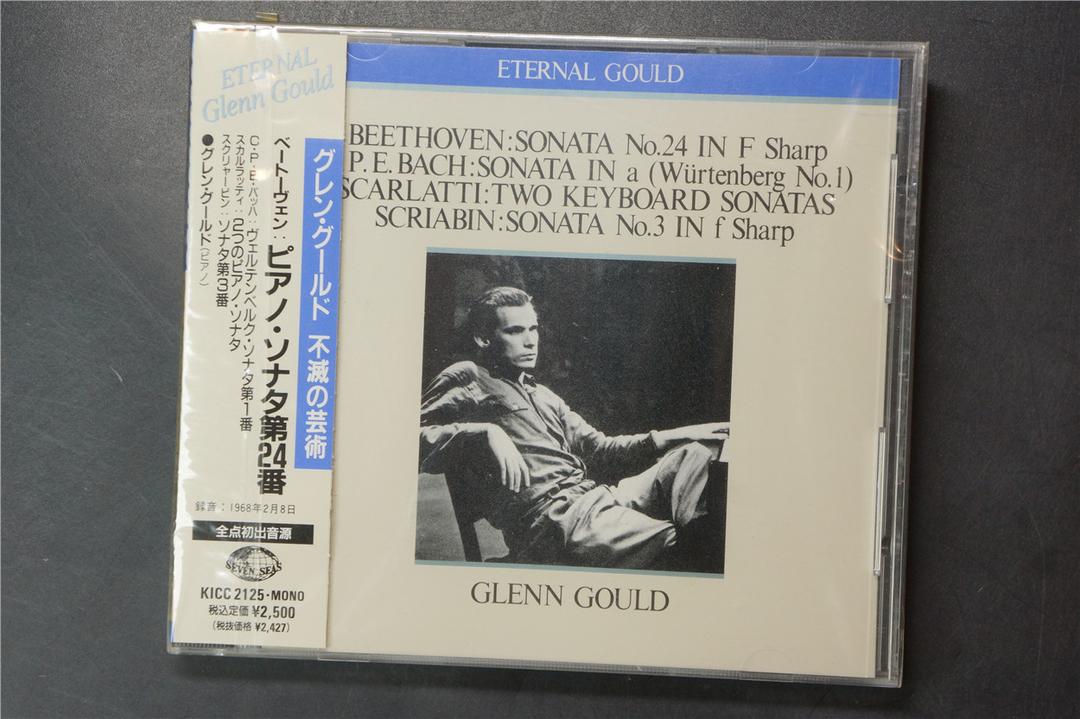 ETERNAL
Glenn Gould
グレン・グールド 不滅の芸術
ベートーヴェン:ピアノ・ソナタ第24番
C・P・E・バッハ:ヴェルテンベルク・ソナタ第1番
スカルラッティ:2つのピアノ・ソナタ
スクリャービン:ソナタ第3番
●グレン・グールド(ピアノ)
録音:1968年2月8日
全点初出音源
SEVEN SEAS
KICC 2125・MONO
税込定価 ¥2,500
(税抜価格 ¥2,427)
ETERNAL GOULD
BEETHOVEN:SONATA No.24 IN F Sharp
P.E.BACH:SONATA IN a (Würtenberg No.1)
SCARLATTI:TWO KEYBOARD SONATAS
SCRIABIN:SONATA No.3 IN f Sharp
GLENN GOULD